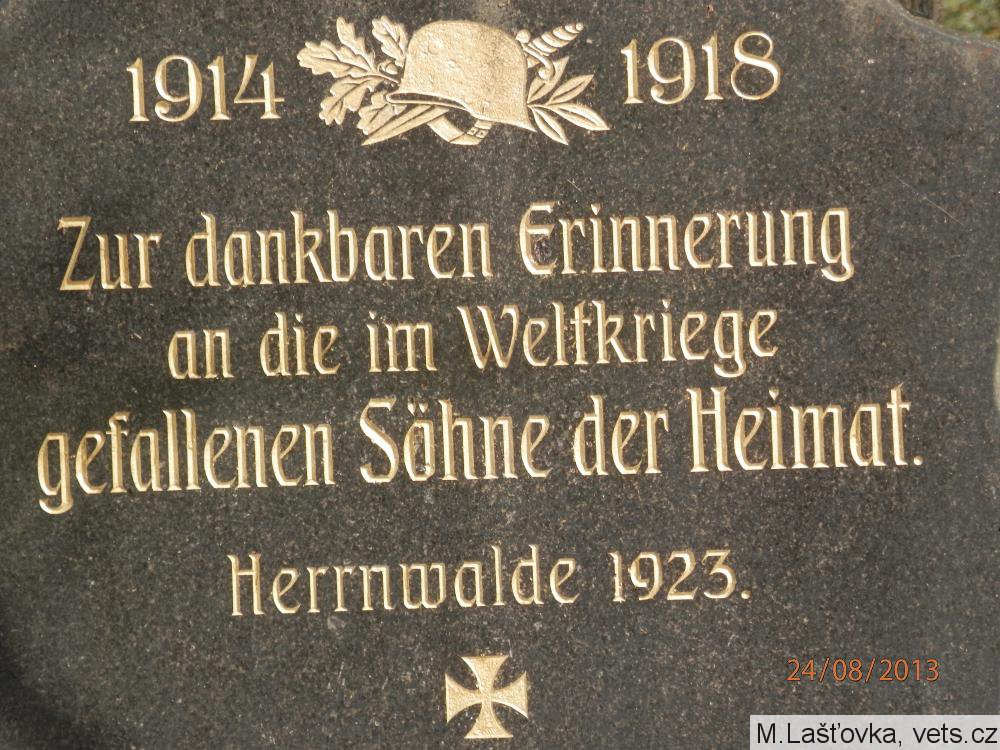 1914 1918
Zur dankbaren Erinnerung
an die im Weltkriege
gefallenen Söhne der Heimat.
Herrnwalde 1923.
24/08/2013
M.Lašťovka, vets.cz